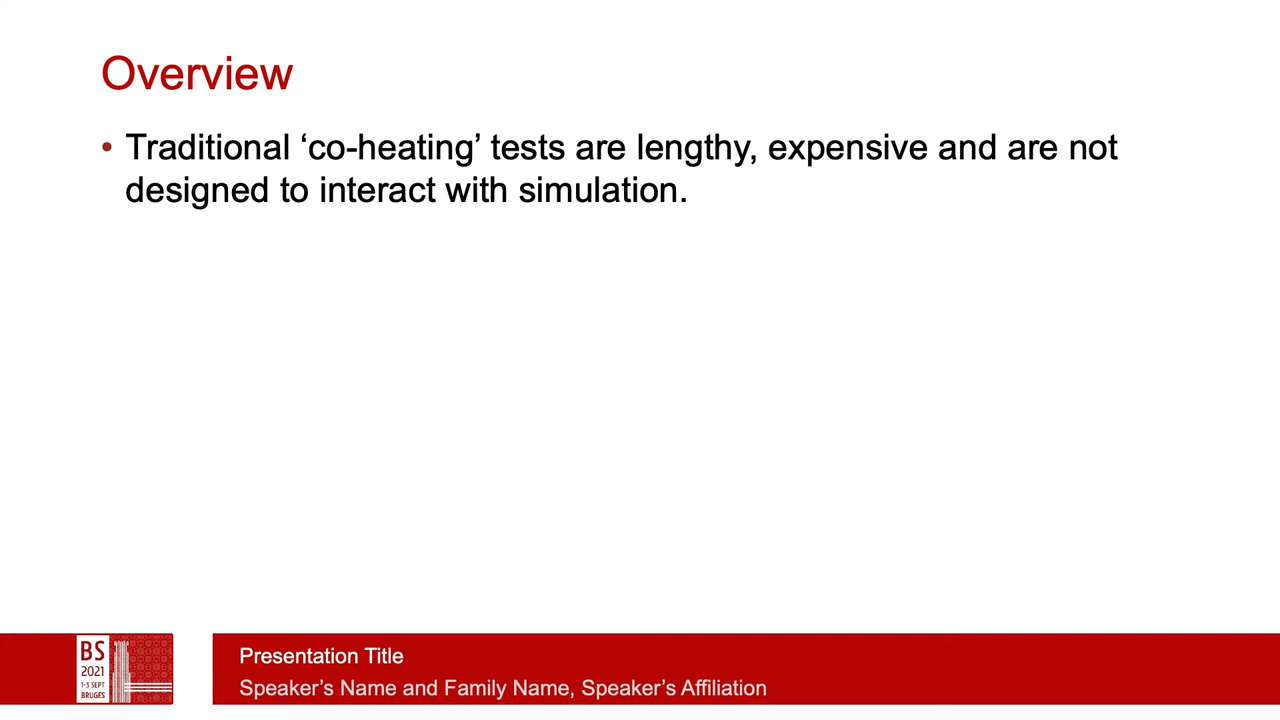 Overview
• Traditional ‘co-heating’ tests are lengthy, expensive and are not
designed to interact with simulation.
BS
2021
1-3 SEPT
BRUGES
Presentation Title
Speaker’s Name and Family Name, Speaker’s Affiliation